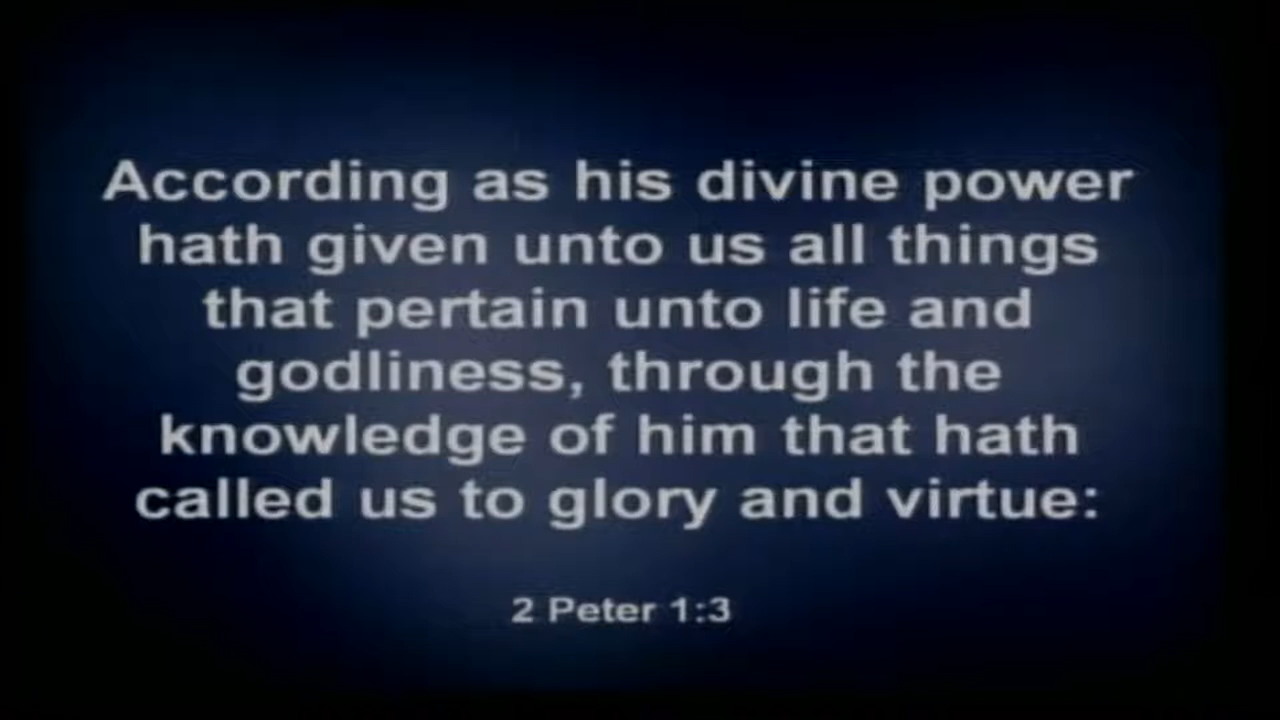 According as his divine power
hath given unto us all things
that pertain unto life and
godliness, through the
knowledge of him that hath
called us to glory and virtue:
2 Peter 1:3